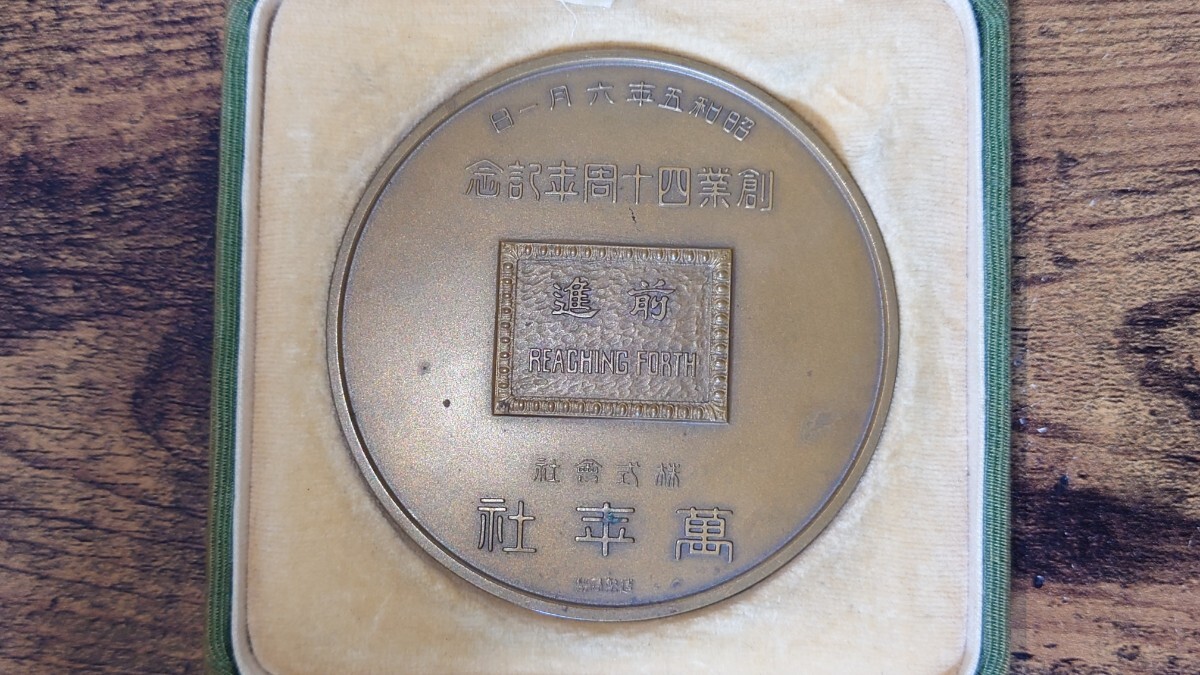 昭和五年六月一日
創業四十周年記念
前進
REACHING FORTH
株式會社
萬年社